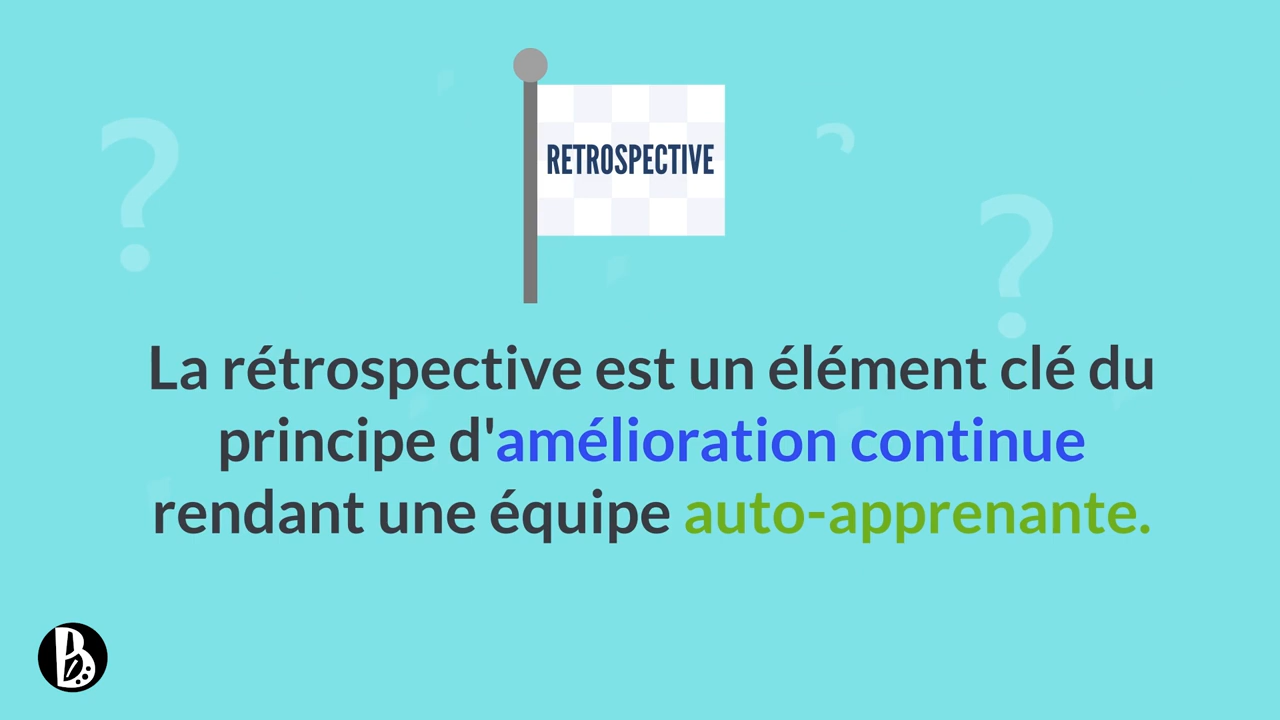 RETROSPECTIVE
La rétrospective est un élément clé du
principe d'amélioration continue
rendant une équipe auto-apprenante.